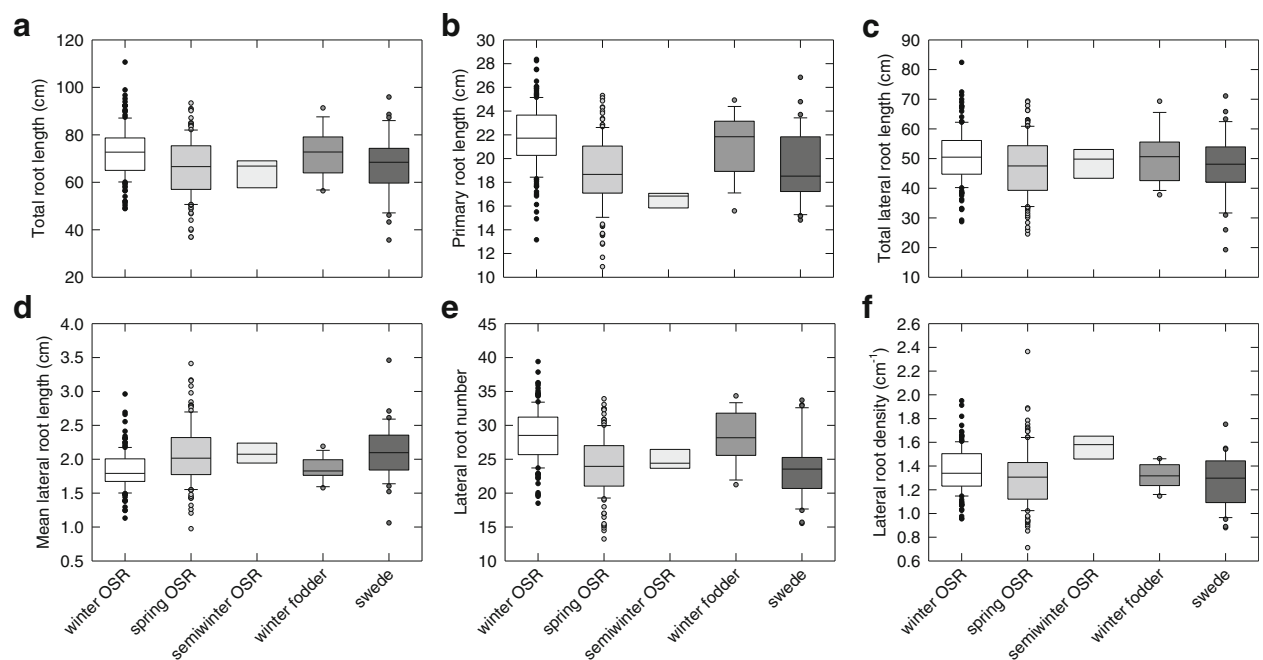 a
Total root length (cm)
120
100
80
60
40
20
b
Primary root length (cm)
30
28
26
24
22
20
18
16
14
12
10
c
Total lateral root length (cm)
90
80
70
60
50
40
30
20
10
d
Mean lateral root length (cm)
4.0
3.5
3.0
2.5
2.0
1.5
1.0
0.5
winter OSR
spring OSR
semiwinter OSR
winter fodder
swede
e
Lateral root number
45
40
35
30
25
20
15
10
winter OSR
spring OSR
semiwinter OSR
winter fodder
swede
f
Lateral root density (cm⁻¹)
2.6
2.4
2.2
2.0
1.8
1.6
1.4
1.2
1.0
0.8
0.6
winter OSR
spring OSR
semiwinter OSR
winter fodder
swede